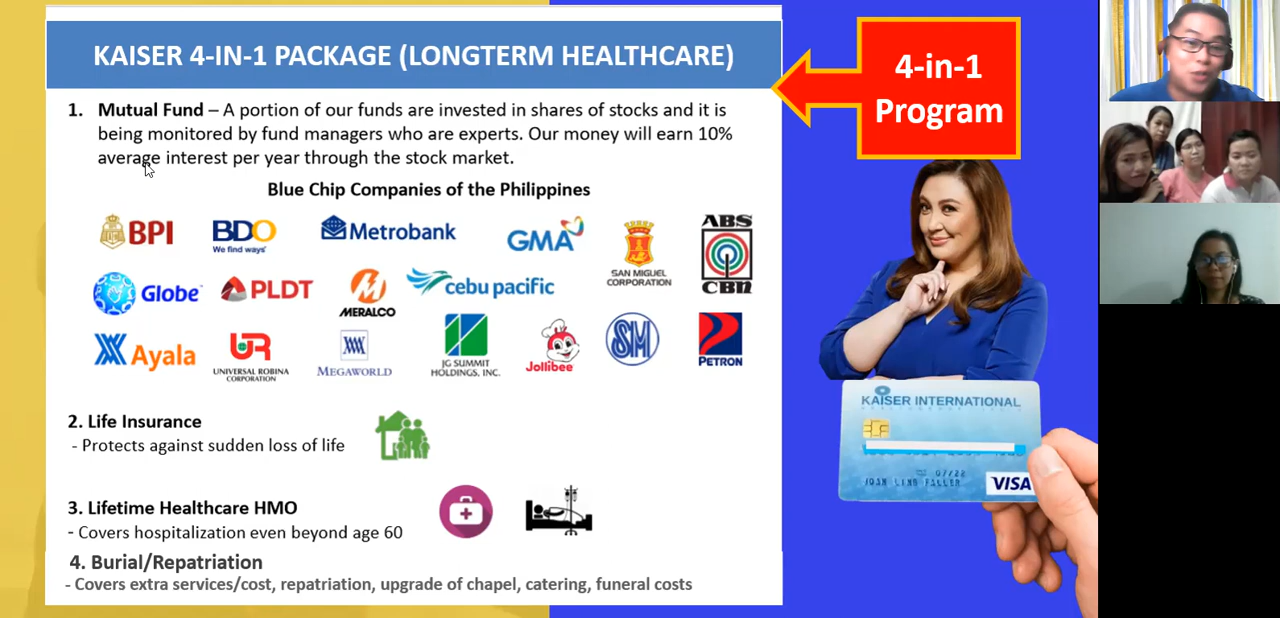 KAISER 4-IN-1 PACKAGE (LONGTERM HEALTHCARE)
1. Mutual Fund – A portion of our funds are invested in shares of stocks and it is
being monitored by fund managers who are experts. Our money will earn 10%
average interest per year through the stock market.
Blue Chip Companies of the Philippines
BPI
BDO
We find ways
Metrobank
GMA
SAN MIGUEL
CORPORATION
ABS
CBN
Globe
PLDT
MERALCO
cebu pacific
Ayala
UNIVERSAL ROBINA
CORPORATION
MEGAWORLD
JG SUMMIT
HOLDINGS, INC.
Jollibee
SM
PETRON
2. Life Insurance
- Protects against sudden loss of life
3. Lifetime Healthcare HMO
- Covers hospitalization even beyond age 60
4. Burial/Repatriation
- Covers extra services/cost, repatriation, upgrade of chapel, catering, funeral costs
4-in-1
Program
KAISER INTERNATIONAL
07/22
VISA